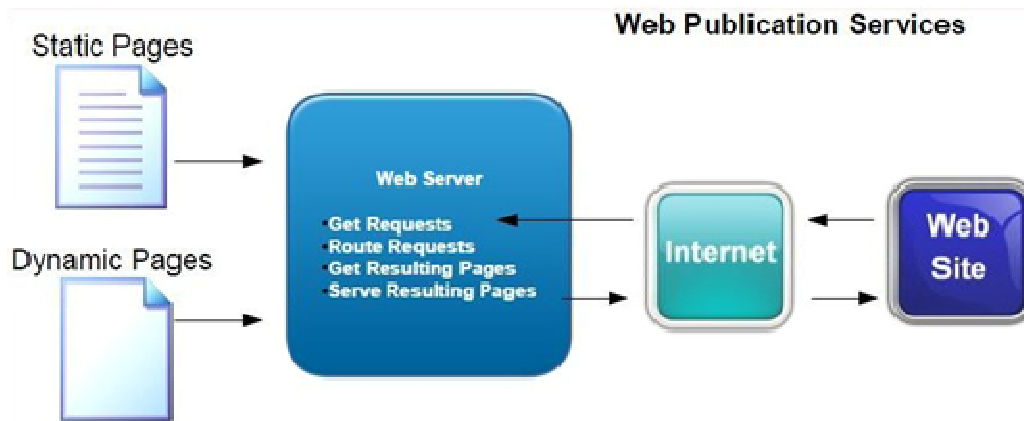 Web Publication Services
Static Pages
Web Server
•Get Requests
•Route Requests
•Get Resulting Pages
•Serve Resulting Pages
Dynamic Pages
Internet
Web
Site